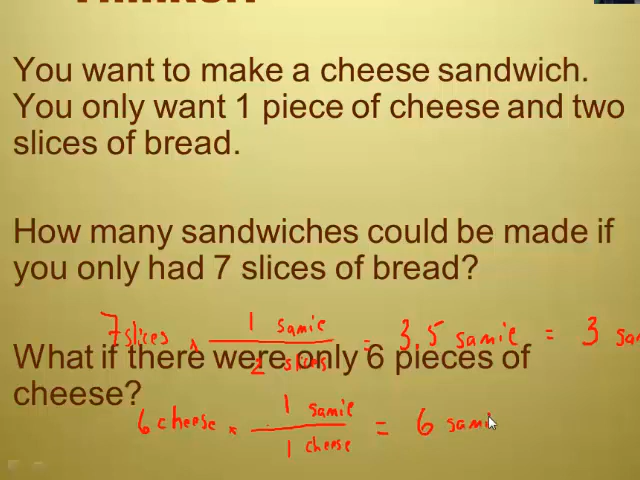 You want to make a cheese sandwich.
You only want 1 piece of cheese and two
slices of bread.
How many sandwiches could be made if
you only had 7 slices of bread?
7 slices x 1 samie / 2 slices = 3.5 samie = 3
What if there were only 6 pieces of
cheese?
6 cheese x 1 samie / 1 cheese = 6